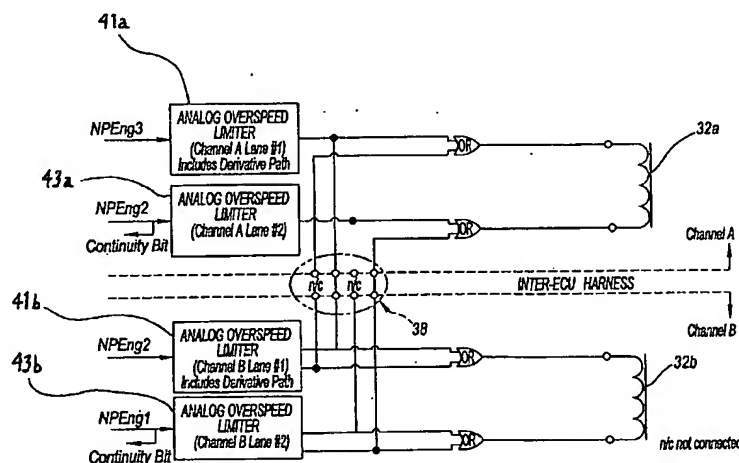 41a
NPEng3
ANALOG OVERSPEED
LIMITER
(Channel A Lane #1)
Includes Derivative Path
OR
32a
43a
NPEng2
Continuity Bit
ANALOG OVERSPEED
LIMITER
(Channel A Lane #2)
OR
Channel A
n/c
n/c
INTER-ECU HARNESS
Channel B
38
41b
NPEng2
ANALOG OVERSPEED
LIMITER
(Channel B Lane #1)
Includes Derivative Path
OR
32b
43b
NPEng1
Continuity Bit
ANALOG OVERSPEED
LIMITER
(Channel B Lane #2)
OR
n/c not connected